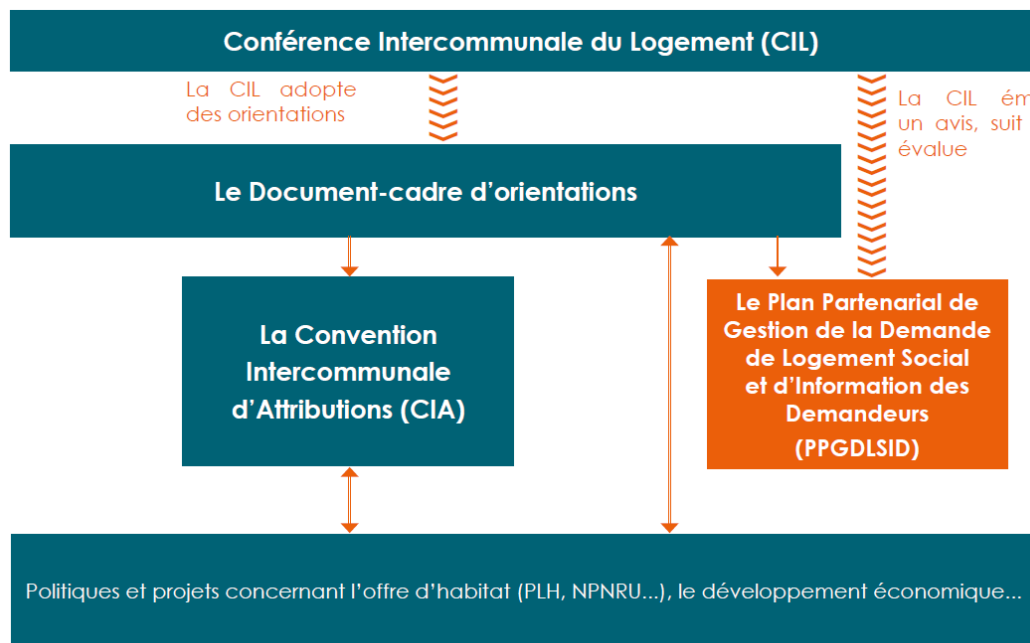 Conférence Intercommunale du Logement (CIL)
La CIL adopte
des orientations
La CIL
un avis, suit
évalue
Le Document-cadre d’orientations
La Convention
Intercommunale
d’Attributions (CIA)
Le Plan Partenarial de
Gestion de la Demande
de Logement Social
et d’Information des
Demandeurs
(PPGDLSID)
Politiques et projets concernant l’offre d’habitat (PLH, NPNRU...), le développement économique...